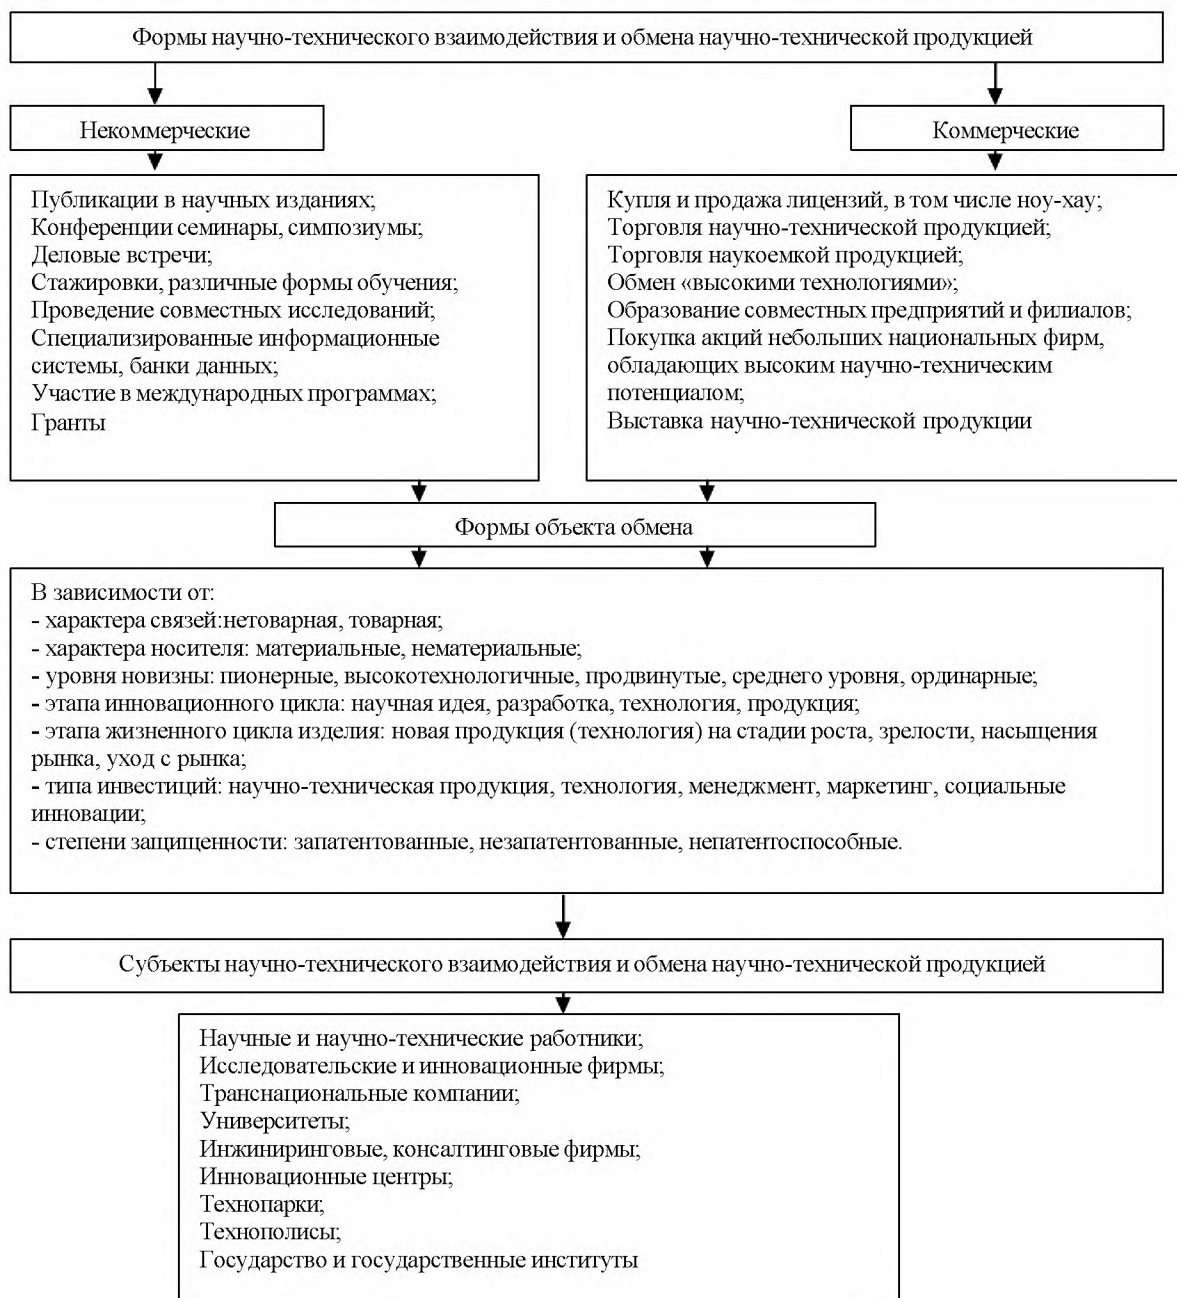 Формы научно-технического взаимодействия и обмена научно-технической продукцией
Некоммерческие
Коммерческие
Публикации в научных изданиях;
Конференции семинары, симпозиумы;
Деловые встречи;
Стажировки, различные формы обучения;
Проведение совместных исследований;
Специализированные информационные
системы, банки данных;
Участие в международных программах;
Гранты
Купля и продажа лицензий, в том числе ноу-хау;
Торговля научно-технической продукцией;
Торговля наукоемкой продукцией;
Обмен «высокими технологиями»;
Образование совместных предприятий и филиалов;
Покупка акций небольших национальных фирм,
обладающих высоким научно-техническим
потенциалом;
Выставка научно-технической продукции
Формы объекта обмена
В зависимости от:
- характера связей:нетоварная, товарная;
- характера носителя: материальные, нематериальные;
- уровня новизны: пионерные, высокотехнологичные, продвинутые, среднего уровня, ординарные;
- этапа инновационного цикла: научная идея, разработка, технология, продукция;
- этапа жизненного цикла изделия: новая продукция (технология) на стадии роста, зрелости, насыщения
рынка, уход с рынка;
- типа инвестиций: научно-техническая продукция, технология, менеджмент, маркетинг, социальные
инновации;
- степени защищенности: запатентованные, незапатентованные, непатентоспособные.
Субъекты научно-технического взаимодействия и обмена научно-технической продукцией
Научные и научно-технические работники;
Исследовательские и инновационные фирмы;
Транснациональные компании;
Университеты;
Инжиниринговые, консалтинговые фирмы;
Инновационные центры;
Технопарки;
Технополисы;
Государство и государственные институты